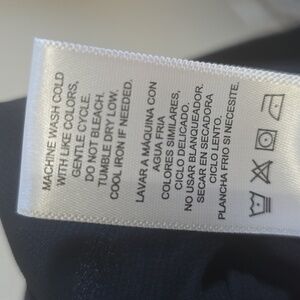 MACHINE WASH COLD
WITH LIKE COLORS,
GENTLE CYCLE.
DO NOT BLEACH.
TUMBLE DRY LOW.
COOL IRON IF NEEDED.
LAVAR A MÁQUINA CON
AGUA FRIA
COLORES SIMILARES,
CICLO DELICADO.
NO USAR BLANQUEADOR.
SECAR EN SECADORA
CICLO LENTO.
PLANCHA FRIO SI NECESITE.